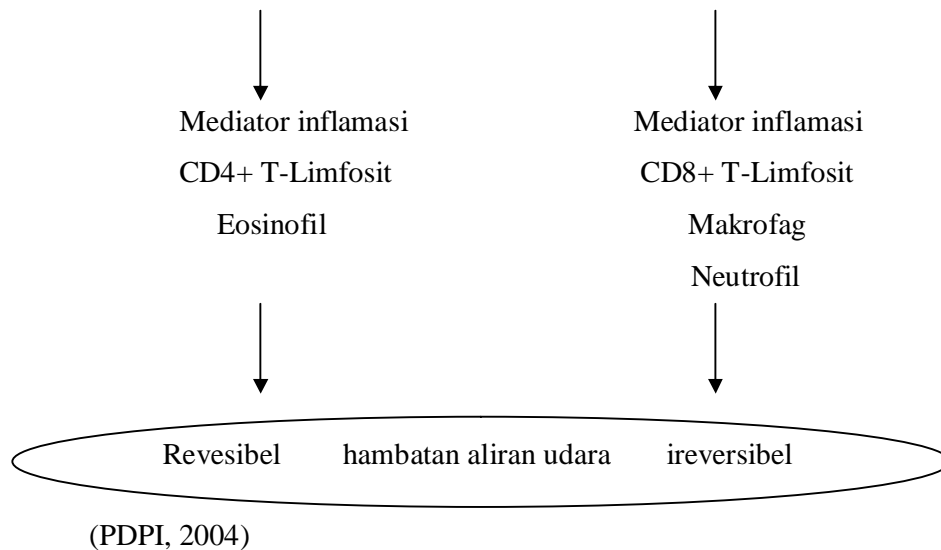 Mediator inflamasi Mediator inflamasi
CD4+ T-Limfosit CD8+ T-Limfosit
Eosinofil Makrofag
Neutrofil
Revesibel hambatan aliran udara ireversibel
(PDPI, 2004)